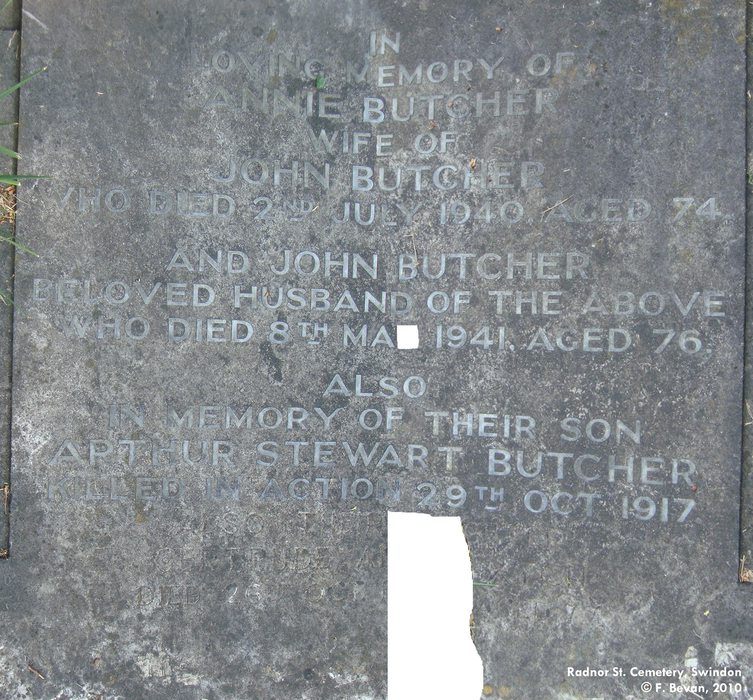 IN
LOVING MEMORY OF
ANNIE BUTCHER
WIFE OF
JOHN BUTCHER
WHO DIED 2ND JULY 1940. AGED 74.
AND JOHN BUTCHER
BELOVED HUSBAND OF THE ABOVE
WHO DIED 8TH 1941. AGED 76.
ALSO
IN MEMORY OF THEIR SON
ARTHUR STEWART BUTCHER
KILLED IN ACTION 29TH OCT 1917.
ALSO
DIED
Radnor St. Cemetery, Swindon
© F. Bevan, 2010